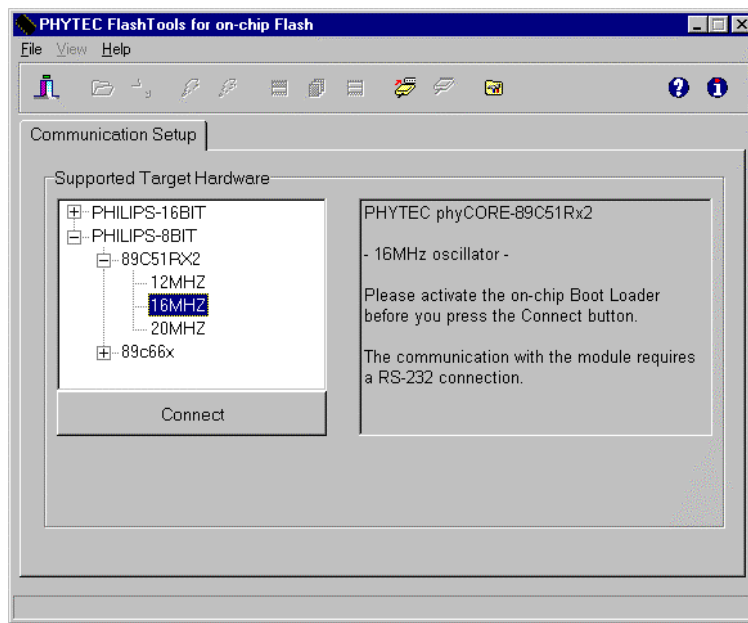 PHYTEC FlashTools for on-chip Flash
File View Help
Communication Setup
Supported Target Hardware
PHILIPS-16BIT
PHILIPS-8BIT
89C51RX2
12MHZ
16MHZ
20MHZ
89c66x
Connect
PHYTEC phyCORE-89C51Rx2
- 16MHz oscillator -
Please activate the on-chip Boot Loader
before you press the Connect button.
The communication with the module requires
a RS-232 connection.